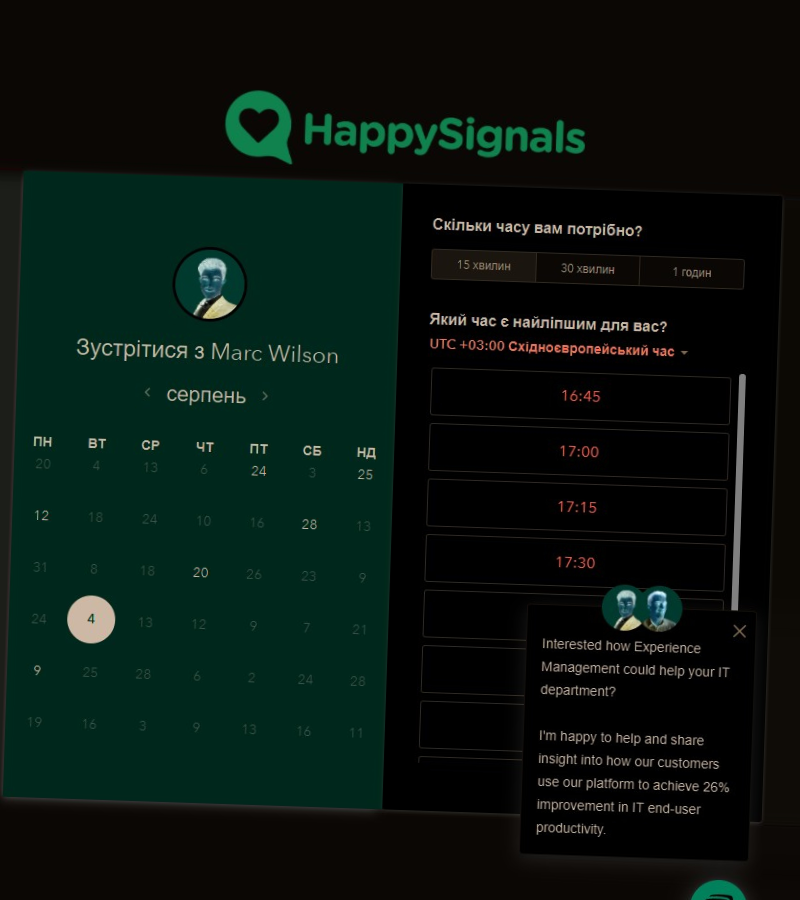 HappySignals
Зустрітися з Marc Wilson
серпень
ПН ВТ СР ЧТ ПТ СБ НД
20 4 13 6 24 3 25
12 18 24 10 16 28 13
31 8 18 20 26 23 9
24 4 13 12 9 7 21
9 25 28 6 2 24 28
19 16 3 9 13 16 11
Скільки часу вам потрібно?
15 хвилин 30 хвилин 1 годин
Який час є найліпшим для вас?
UTC +03:00 Східноєвропейський час
16:45
17:00
17:15
17:30
Interested how Experience
Management could help your IT
department?
I'm happy to help and share
insight into how our customers
use our platform to achieve 26%
improvement in IT end-user
productivity.